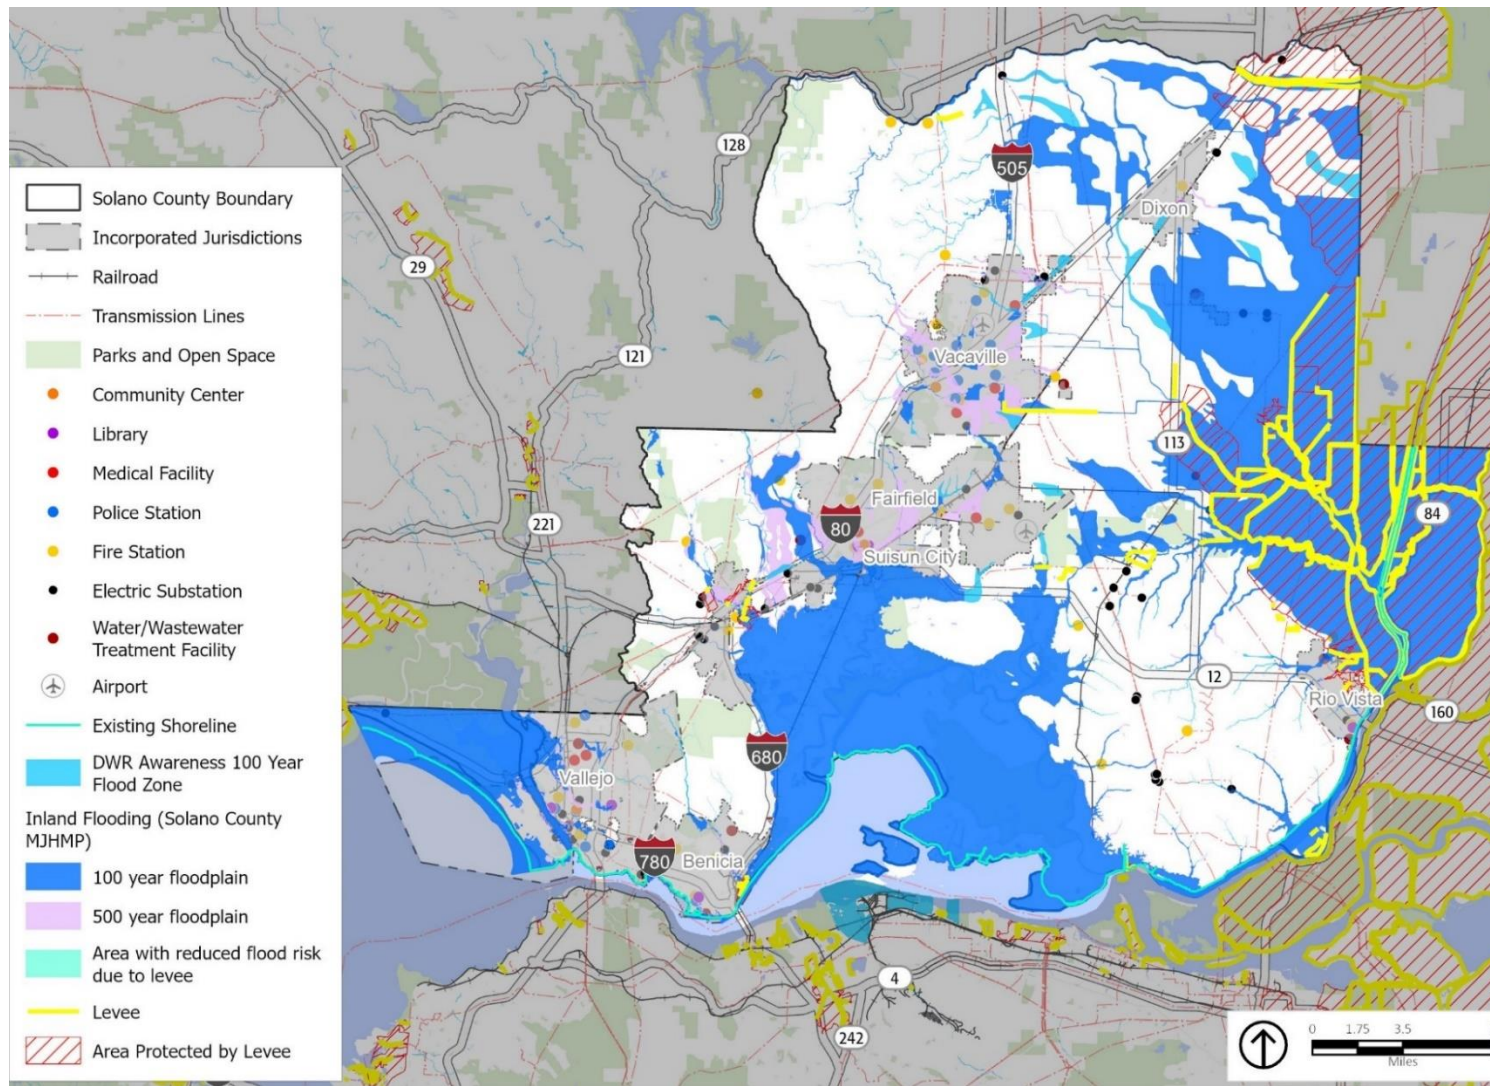 128
505
Dixon
29
121
Vacaville
113
Fairfield
80
221
84
Suisun City
12
Rio Vista
160
680
Vallejo
780
Benicia
4
242
Solano County Boundary
Incorporated Jurisdictions
Railroad
Transmission Lines
Parks and Open Space
Community Center
Library
Medical Facility
Police Station
Fire Station
Electric Substation
Water/Wastewater
Treatment Facility
Airport
Existing Shoreline
DWR Awareness 100 Year
Flood Zone
Inland Flooding (Solano County
MJHMP)
100 year floodplain
500 year floodplain
Area with reduced flood risk
due to levee
Levee
Area Protected by Levee
0 1.75 3.5
Miles